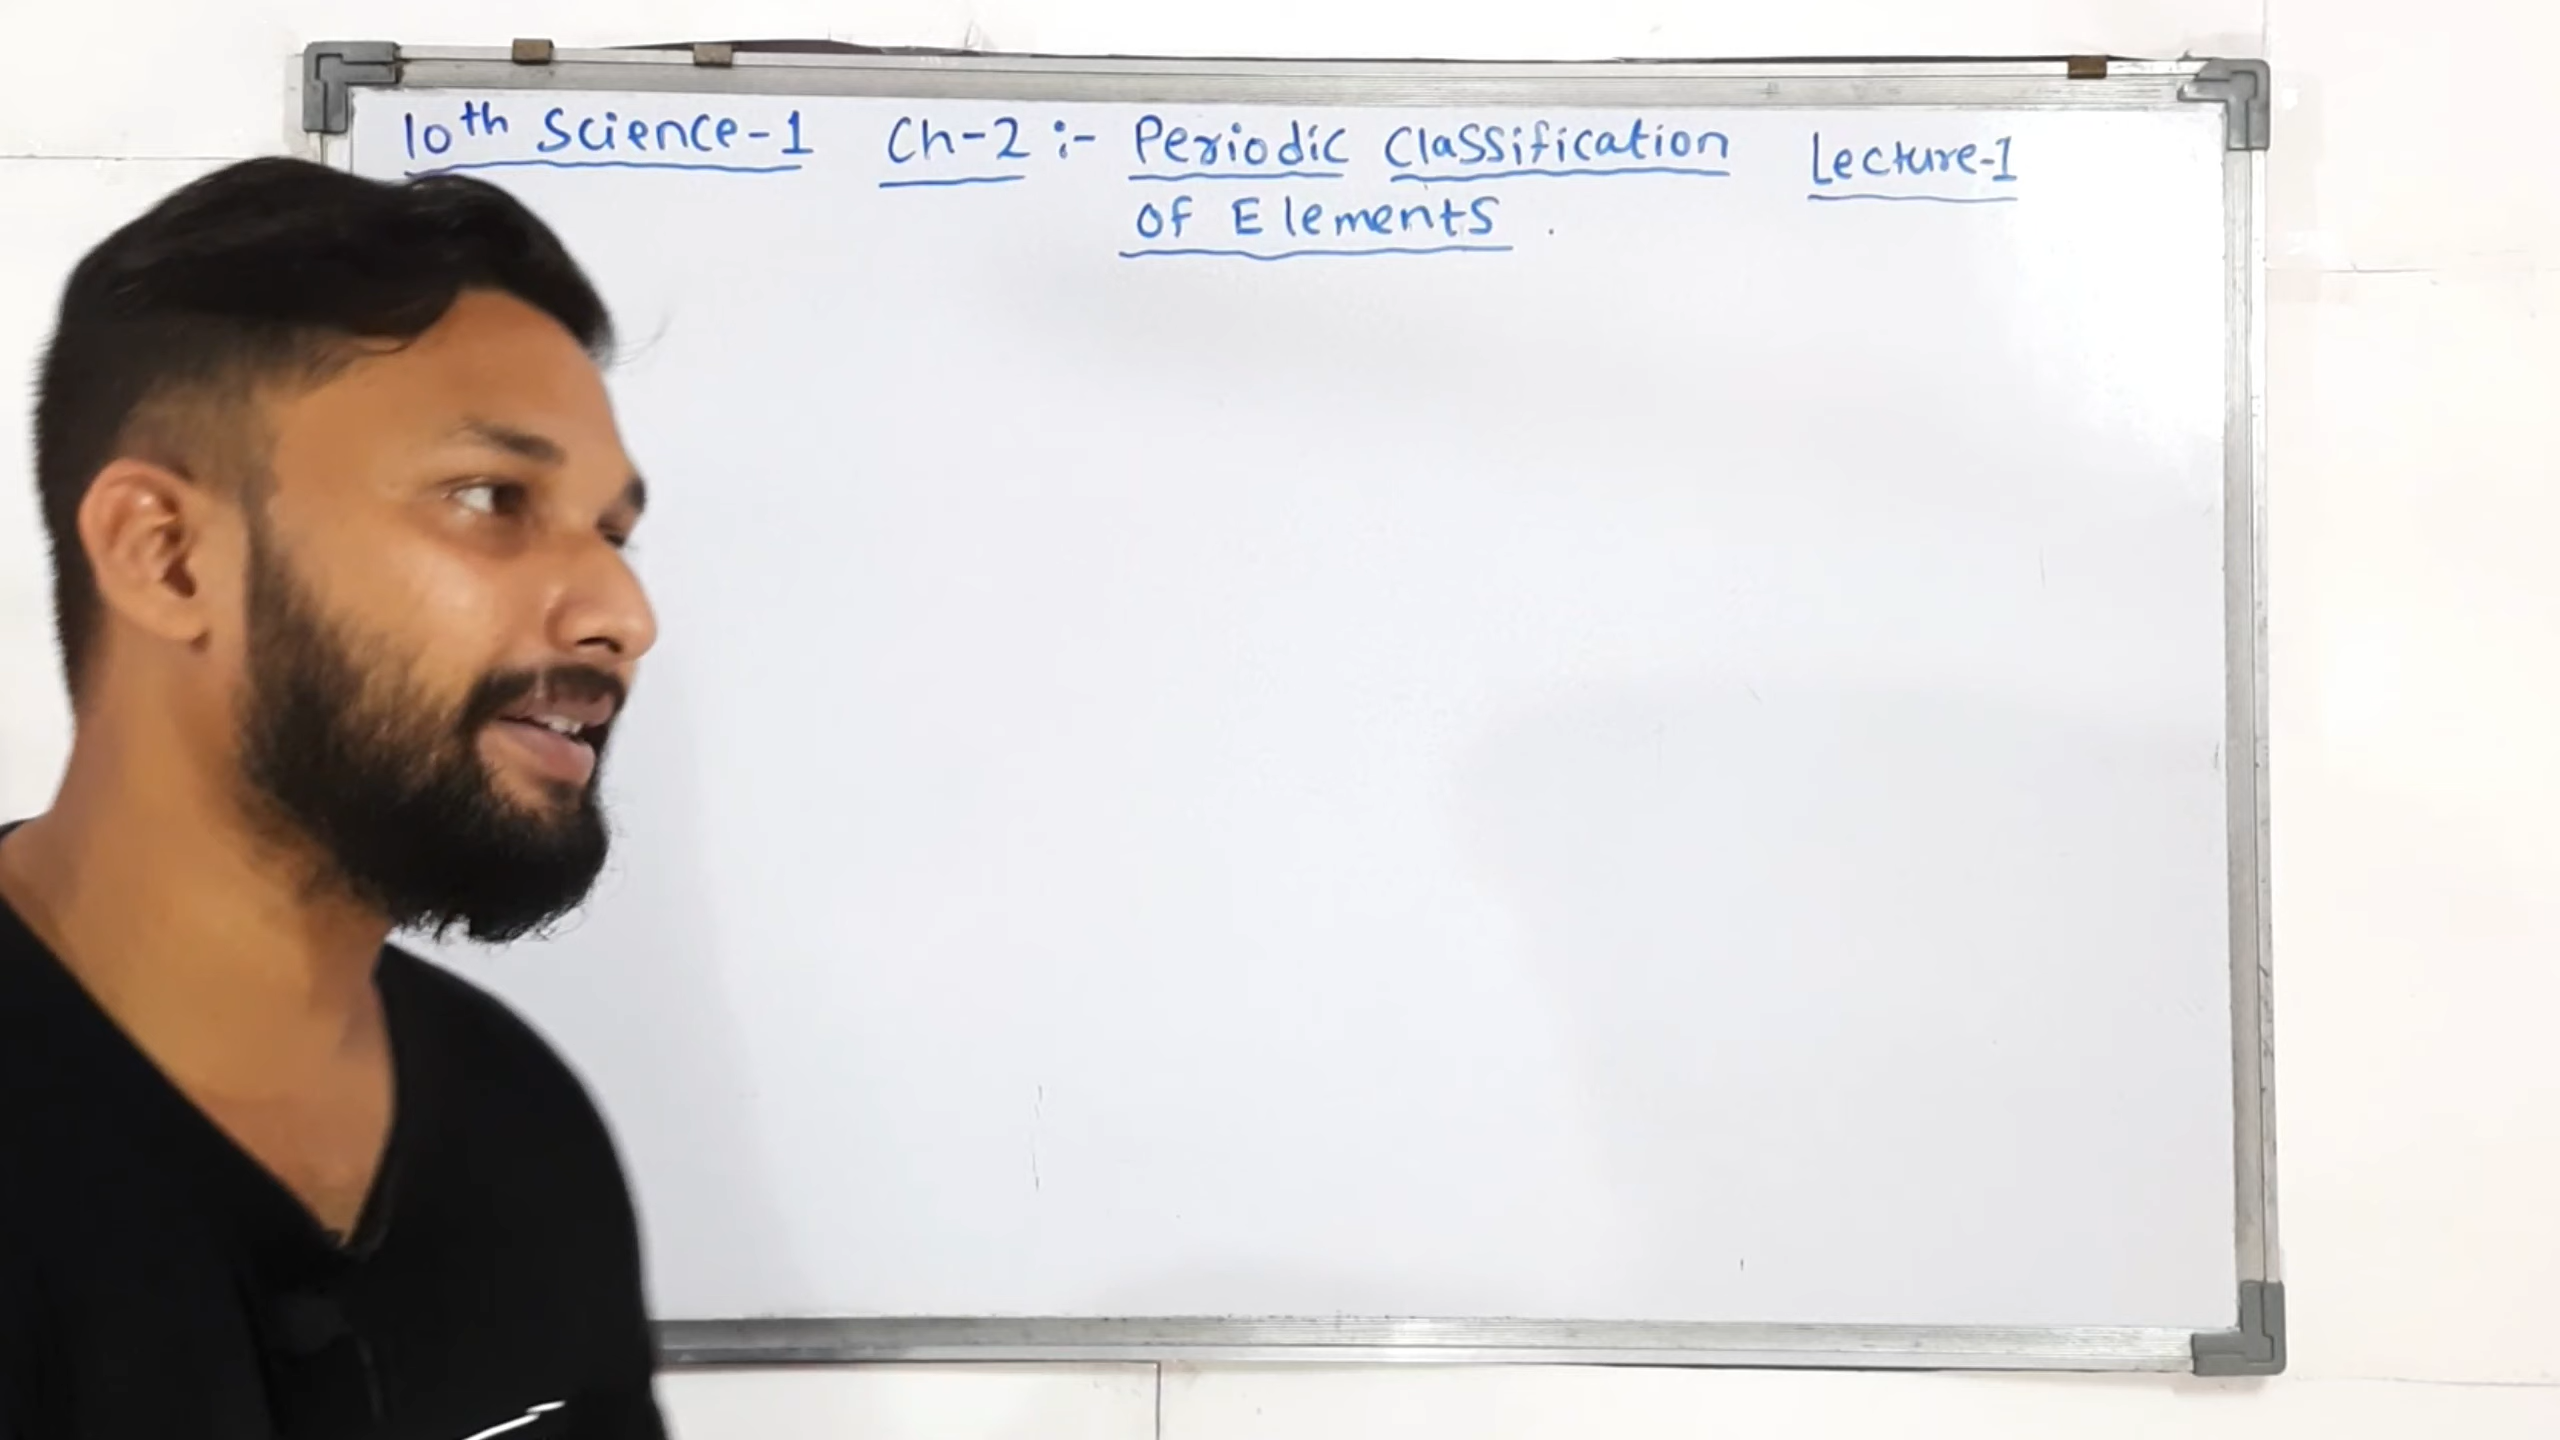 10th Science-1 Ch-2 :- Periodic Classification Lecture-1
of Elements .